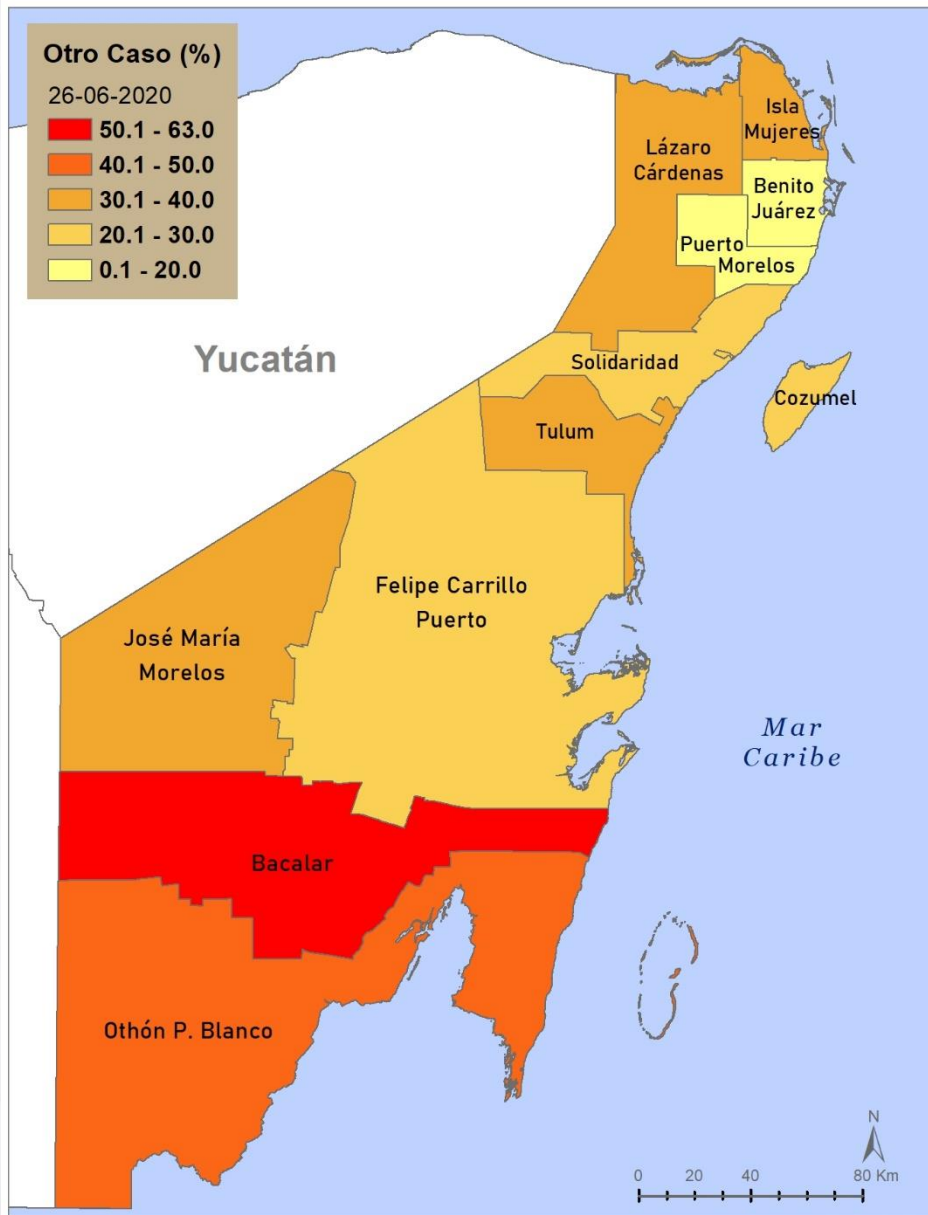 Otro Caso (%)
26-06-2020
50.1 - 63.0
40.1 - 50.0
30.1 - 40.0
20.1 - 30.0
0.1 - 20.0
Isla
Mujeres
Lázaro
Cárdenas
Benito
Juárez
Puerto
Morelos
Yucatán
Solidaridad
Cozumel
Tulum
Felipe Carrillo
Puerto
José María
Morelos
Mar
Caribe
Bacalar
Othón P. Blanco
N
0 20 40 80 Km